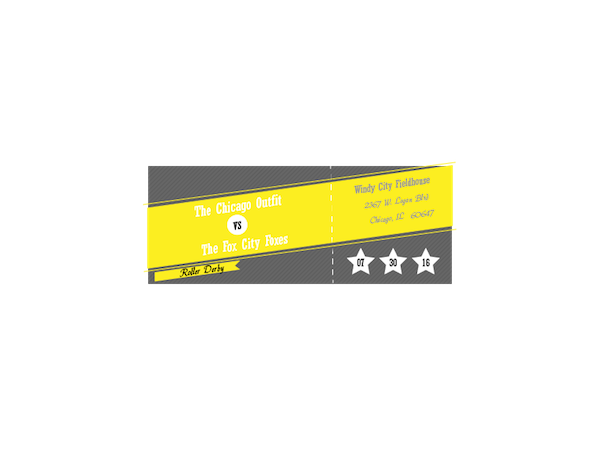 The Chicago Outfit
VS
The Fox City Foxes
Roller Derby
Windy City Fieldhouse
2367 W. Logan Blvd
Chicago, IL 60647
07 30 16